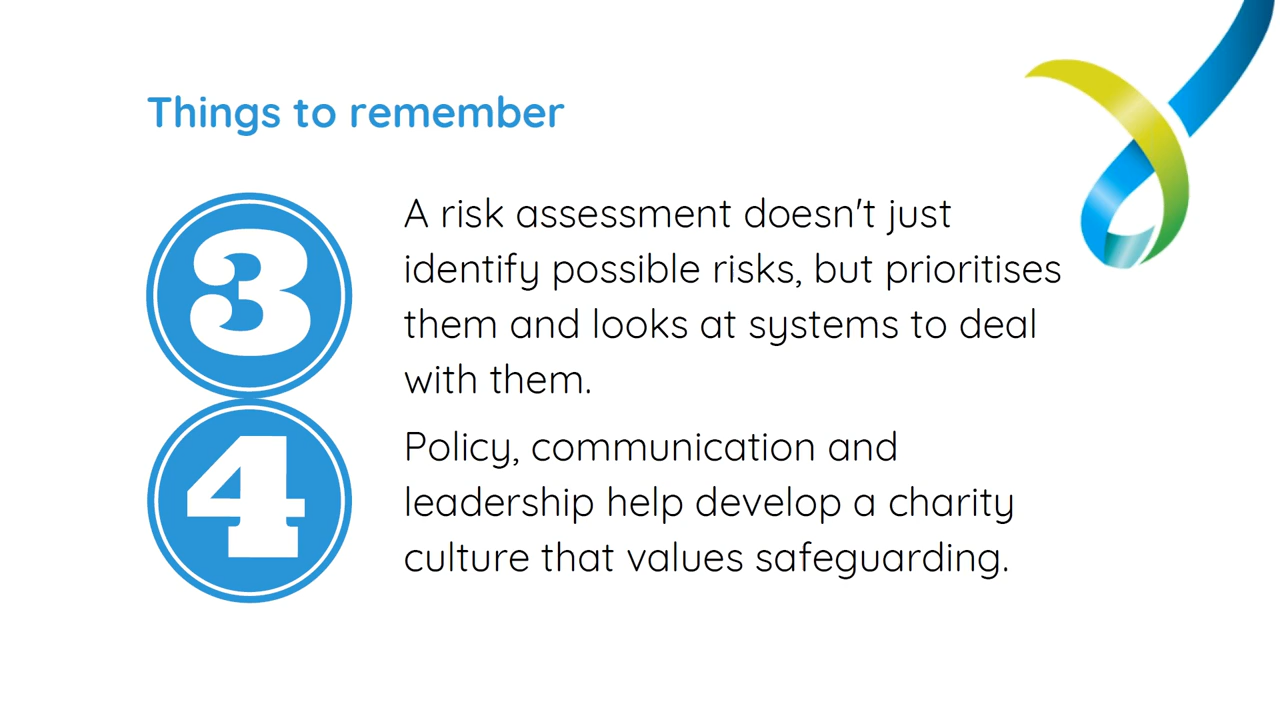 Things to remember
3
A risk assessment doesn't just
identify possible risks, but prioritises
them and looks at systems to deal
with them.
4
Policy, communication and
leadership help develop a charity
culture that values safeguarding.